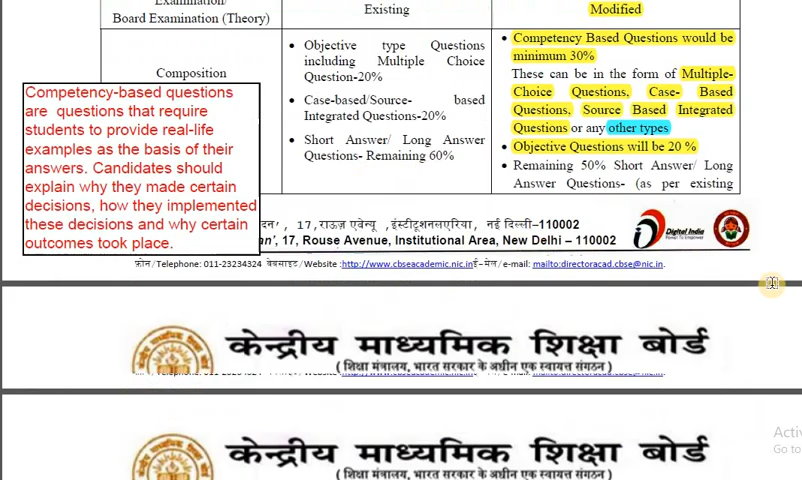 Examination/
Board Examination (Theory)
Existing
Modified
Composition
• Objective type Questions
including Multiple Choice
Question-20%
• Case-based/Source- based
Integrated Questions-20%
• Short Answer/ Long Answer
Questions- Remaining 60%
• Competency Based Questions would be
minimum 30%
These can be in the form of Multiple-
Choice Questions, Case- Based
Questions, Source Based Integrated
Questions or any other types
• Objective Questions will be 20 %
• Remaining 50% Short Answer/ Long
Answer Questions- (as per existing
Competency-based questions
are questions that require
students to provide real-life
examples as the basis of their
answers. Candidates should
explain why they made certain
decisions, how they implemented
these decisions and why certain
outcomes took place.
17,राऊज़ एवेन्यू ,इंस्टीटूशनलएरिया, नई दिल्ली–110002
17, Rouse Avenue, Institutional Area, New Delhi – 110002
Digital India
Power To Empower
फ़ोन/Telephone: 011-23234324 वेबसाइट/Website :http://www.cbseacademic.nic.inई-मेल/e-mail: mailto:directoracad.cbse@nic.in.
केन्द्रीय माध्यमिक शिक्षा बोर्ड
(शिक्षा मंत्रालय, भारत सरकार के अधीन एक स्वायत्त संगठन)
केन्द्रीय माध्यमिक शिक्षा बोर्ड
(शिक्षा मंत्रालय, भारत सरकार के अधीन एक स्वायत्त संगठन)
Activ
Go to